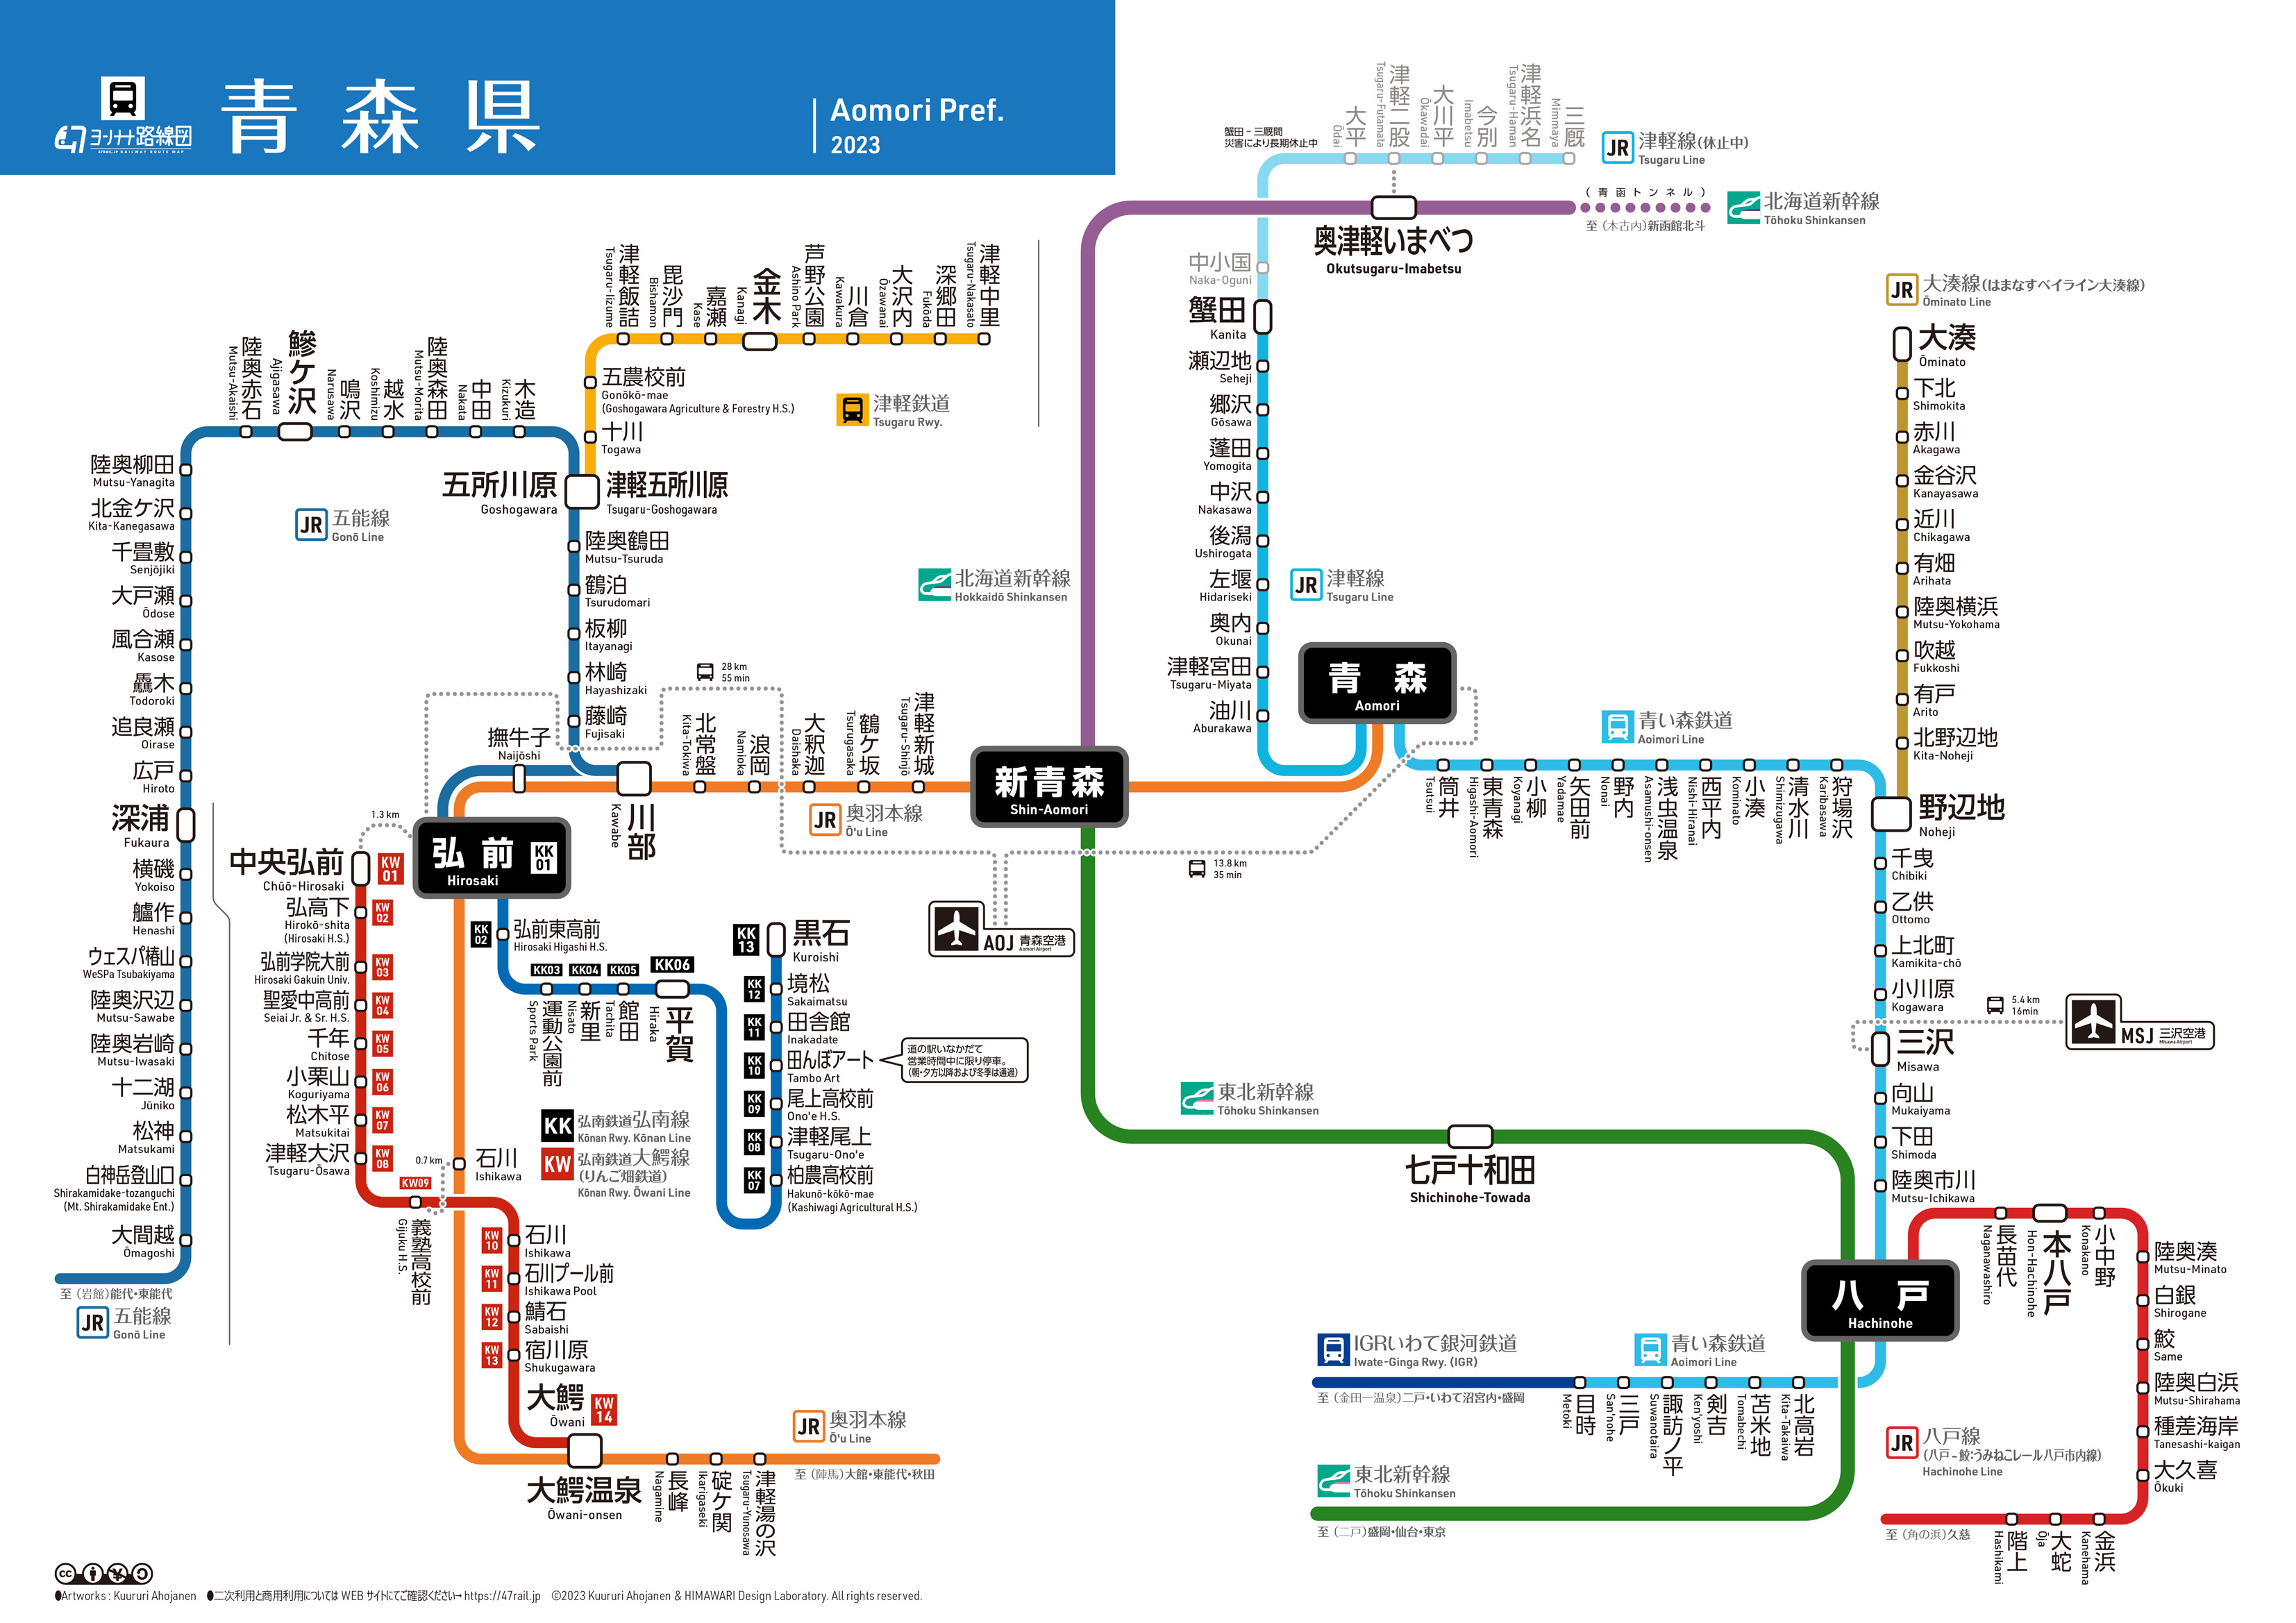 ヨンナナ路線図
47RAIL.JP RAILWAY ROUTE MAP
青森県
Aomori Pref.
2023
蟹田－三厩間
災害により長期休止中
大平
Ōdai
津軽二股
Tsugaru-Futamata
大川平
Ōkawadai
今別
Imabetsu
津軽浜名
Tsugaru-Haman
三厩
Mimmaya
JR 津軽線(休止中)
Tsugaru Line
(青函トンネル)
至 (木古内)新函館北斗
北海道新幹線
Tōhoku Shinkansen
奥津軽いまべつ
Okutsugaru-Imabetsu
中小国
Naka-Oguni
蟹田
Kanita
瀬辺地
Seheji
郷沢
Gōsawa
蓬田
Yomogita
中沢
Nakasawa
後潟
Ushirogata
左堰
Hidariseki
奥内
Okunai
津軽宮田
Tsugaru-Miyata
油川
Aburakawa
JR 津軽線
Tsugaru Line
北海道新幹線
Hokkaidō Shinkansen
JR 大湊線(はまなすベイライン大湊線)
Ōminato Line
大湊
Ōminato
下北
Shimokita
赤川
Akagawa
金谷沢
Kanayasawa
近川
Chikagawa
有畑
Arihata
陸奥横浜
Mutsu-Yokohama
吹越
Fukkoshi
有戸
Arito
北野辺地
Kita-Noheji
野辺地
Noheji
津軽飯詰
Tsugaru-Iizume
毘沙門
Bishamon
嘉瀬
Kase
金木
Kanagi
芦野公園
Ashino Park
川倉
Kawakura
大沢内
Ōzawanai
深郷田
Fukōda
津軽中里
Tsugaru-Nakasato
五農校前
Gonōkō-mae
(Goshogawara Agriculture & Forestry H.S.)
十川
Togawa
津軽鉄道
Tsugaru Rwy.
五所川原
Goshogawara
津軽五所川原
Tsugaru-Goshogawara
陸奥赤石
Mutsu-Akaishi
鰺ケ沢
Ajigasawa
鳴沢
Narusawa
越水
Koshimizu
陸奥森田
Mutsu-Morita
中田
Nakata
木造
Kizukuri
JR 五能線
Gonō Line
陸奥柳田
Mutsu-Yanagita
北金ケ沢
Kita-Kanegasawa
千畳敷
Senjōjiki
大戸瀬
Ōdose
風合瀬
Kasose
驫木
Todoroki
追良瀬
Oirase
広戸
Hiroto
深浦
Fukaura
横磯
Yokoiso
艫作
Henashi
ウェスパ椿山
WeSPa Tsubakiyama
陸奥沢辺
Mutsu-Sawabe
陸奥岩崎
Mutsu-Iwasaki
十二湖
Jūniko
松神
Matsukami
白神岳登山口
Shirakamidake-tozanguchi
(Mt. Shirakamidake Ent.)
大間越
Ōmagoshi
至 (岩館)能代・東能代
JR 五能線
Gonō Line
陸奥鶴田
Mutsu-Tsuruda
鶴泊
Tsurudomari
板柳
Itayanagi
林崎
Hayashizaki
藤崎
Fujisaki
28 km
55 min
撫牛子
Naijōshi
川部
Kawabe
北常盤
Kita-Tokiwa
浪岡
Namioka
大釈迦
Daishaka
鶴ケ坂
Tsurugasaka
津軽新城
Tsugaru-Shinjō
JR 奥羽本線
Ō'u Line
新青森
Shin-Aomori
青森
Aomori
青い森鉄道
Aoimori Line
筒井
Tsutsui
東青森
Higashi-Aomori
小柳
Koyanagi
矢田前
Yadamae
野内
Nonai
浅虫温泉
Asamushi-onsen
西平内
Nishi-Hiranai
小湊
Kominato
清水川
Shimizugawa
狩場沢
Karibasawa
13.8 km
35 min
AOJ 青森空港
Aomori Airport
千曳
Chibiki
乙供
Ottomo
上北町
Kamikita-chō
小川原
Kogawara
5.4 km
16min
MSJ 三沢空港
Misawa Airport
三沢
Misawa
向山
Mukaiyama
下田
Shimoda
陸奥市川
Mutsu-Ichikawa
1.3 km
弘前
KK 01
Hirosaki
中央弘前
KW 01
Chūō-Hirosaki
弘高下
KW 02
Hirokō-shita
(Hirosaki H.S.)
弘前学院大前
KW 03
Hirosaki Gakuin Univ.
聖愛中高前
KW 04
Seiai Jr. & Sr. H.S.
千年
KW 05
Chitose
小栗山
KW 06
Koguriyama
松木平
KW 07
Matsukitai
津軽大沢
KW 08
Tsugaru-Ōsawa
KW09
義塾高校前
Gijuku H.S.
0.7 km
石川
Ishikawa
KW 10
石川
Ishikawa
KW 11
石川プール前
Ishikawa Pool
KW 12
鯖石
Sabaishi
KW 13
宿川原
Shukugawara
大鰐
KW 14
Ōwani
大鰐温泉
Ōwani-onsen
長峰
Nagamine
碇ケ関
Ikarigaseki
津軽湯の沢
Tsugaru-Yunosawa
JR 奥羽本線
Ō'u Line
至 (陣馬)大館・東能代・秋田
KK 02
弘前東高前
Hirosaki Higashi H.S.
KK03
運動公園前
Sports Park
KK04
新里
Nisato
KK05
館田
Tachita
KK06
平賀
Hiraka
KK 13
黒石
Kuroishi
KK 12
境松
Sakaimatsu
KK 11
田舎館
Inakadate
KK 10
田んぼアート
Tambo Art
道の駅いなかだて
営業時間中に限り停車。
(朝・夕方以降および冬季は通過)
KK 09
尾上高校前
Ono'e H.S.
KK 08
津軽尾上
Tsugaru-Ono'e
KK 07
柏農高校前
Hakunō-kōkō-mae
(Kashiwagi Agricultural H.S.)
KK 弘南鉄道弘南線
Kōnan Rwy. Kōnan Line
KW 弘南鉄道大鰐線
(りんご畑鉄道)
Kōnan Rwy. Ōwani Line
東北新幹線
Tōhoku Shinkansen
七戸十和田
Shichinohe-Towada
八戸
Hachinohe
長苗代
Naganawashiro
本八戸
Hon-Hachinohe
小中野
Konakano
陸奥湊
Mutsu-Minato
白銀
Shirogane
鮫
Same
陸奥白浜
Mutsu-Shirahama
種差海岸
Tanesashi-kaigan
大久喜
Ōkuki
金浜
Kanehama
大蛇
Ōja
階上
Hashikami
至 (角の浜)久慈
JR 八戸線
(八戸－鮫:うみねこレール八戸市内線)
Hachinohe Line
IGRいわて銀河鉄道
Iwate-Ginga Rwy. (IGR)
至 (金田一温泉)二戸・いわて沼宮内・盛岡
青い森鉄道
Aoimori Line
目時
Metoki
三戸
San'nohe
諏訪ノ平
Suwanotaira
剣吉
Ken'yoshi
苫米地
Tomabechi
北高岩
Kita-Takaiwa
東北新幹線
Tōhoku Shinkansen
至 (二戸)盛岡・仙台・東京
cc
●Artworks : Kuururi Ahojanen ●二次利用と商用利用については WEB サイトにてご確認ください→ https://47rail.jp ©2023 Kuururi Ahojanen & HIMAWARI Design Laboratory. All rights reserved.